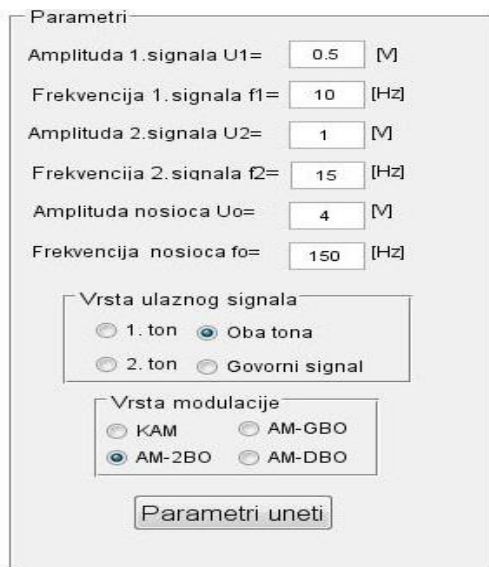 Parametri
Amplituda 1.signala U1= 0.5 [V]
Frekvencija 1.signala f1= 10 [Hz]
Amplituda 2.signala U2= 1 [V]
Frekvencija 2.signala f2= 15 [Hz]
Amplituda nosioca Uo= 4 [V]
Frekvencija nosioca fo= 150 [Hz]
Vrsta ulaznog signala
1. ton Oba tona
2. ton Govorni signal
Vrsta modulacije
KAM AM-GBO
AM-2BO AM-DBO
Parametri uneti